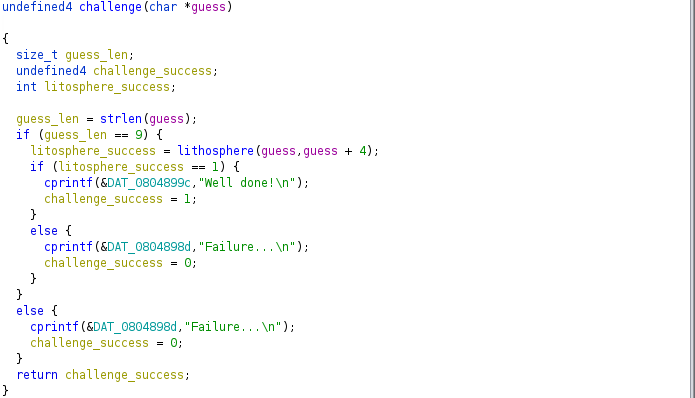 undefined4 challenge(char *guess)
{
size_t guess_len;
undefined4 challenge_success;
int litosphere_success;
guess_len = strlen(guess);
if (guess_len == 9) {
litosphere_success = lithosphere(guess,guess + 4);
if (litosphere_success == 1) {
cprintf(&DAT_0804899c,"Well done!\n");
challenge_success = 1;
}
else {
cprintf(&DAT_0804898d,"Failure...\n");
challenge_success = 0;
}
}
else {
cprintf(&DAT_0804898d,"Failure...\n");
challenge_success = 0;
}
return challenge_success;
}